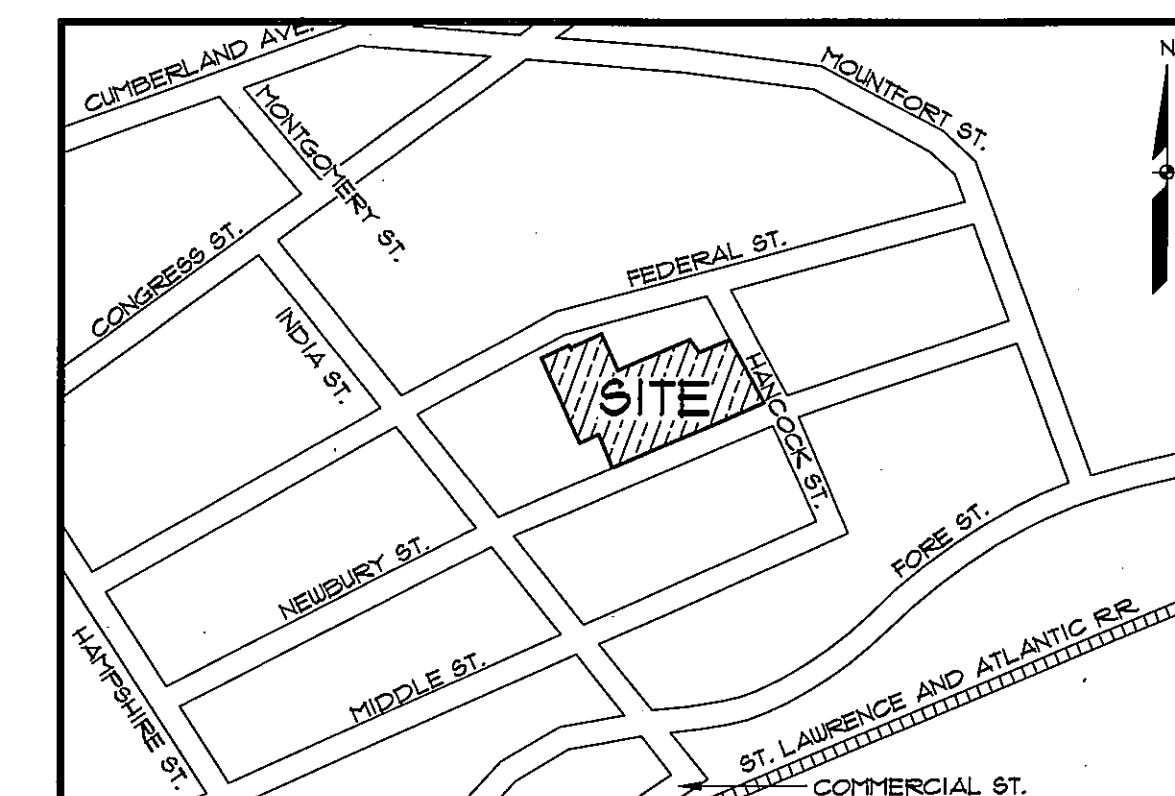 CUMBERLAND AVE.
MONTGOMERY ST.
MOUNTFORT ST.
N
CONGRESS ST.
FEDERAL ST.
INDIA ST.
SITE
HANCOCK ST.
NEWBURY ST.
FORE ST.
HAMPSHIRE ST.
MIDDLE ST.
ST. LAWRENCE AND ATLANTIC RR
COMMERCIAL ST.